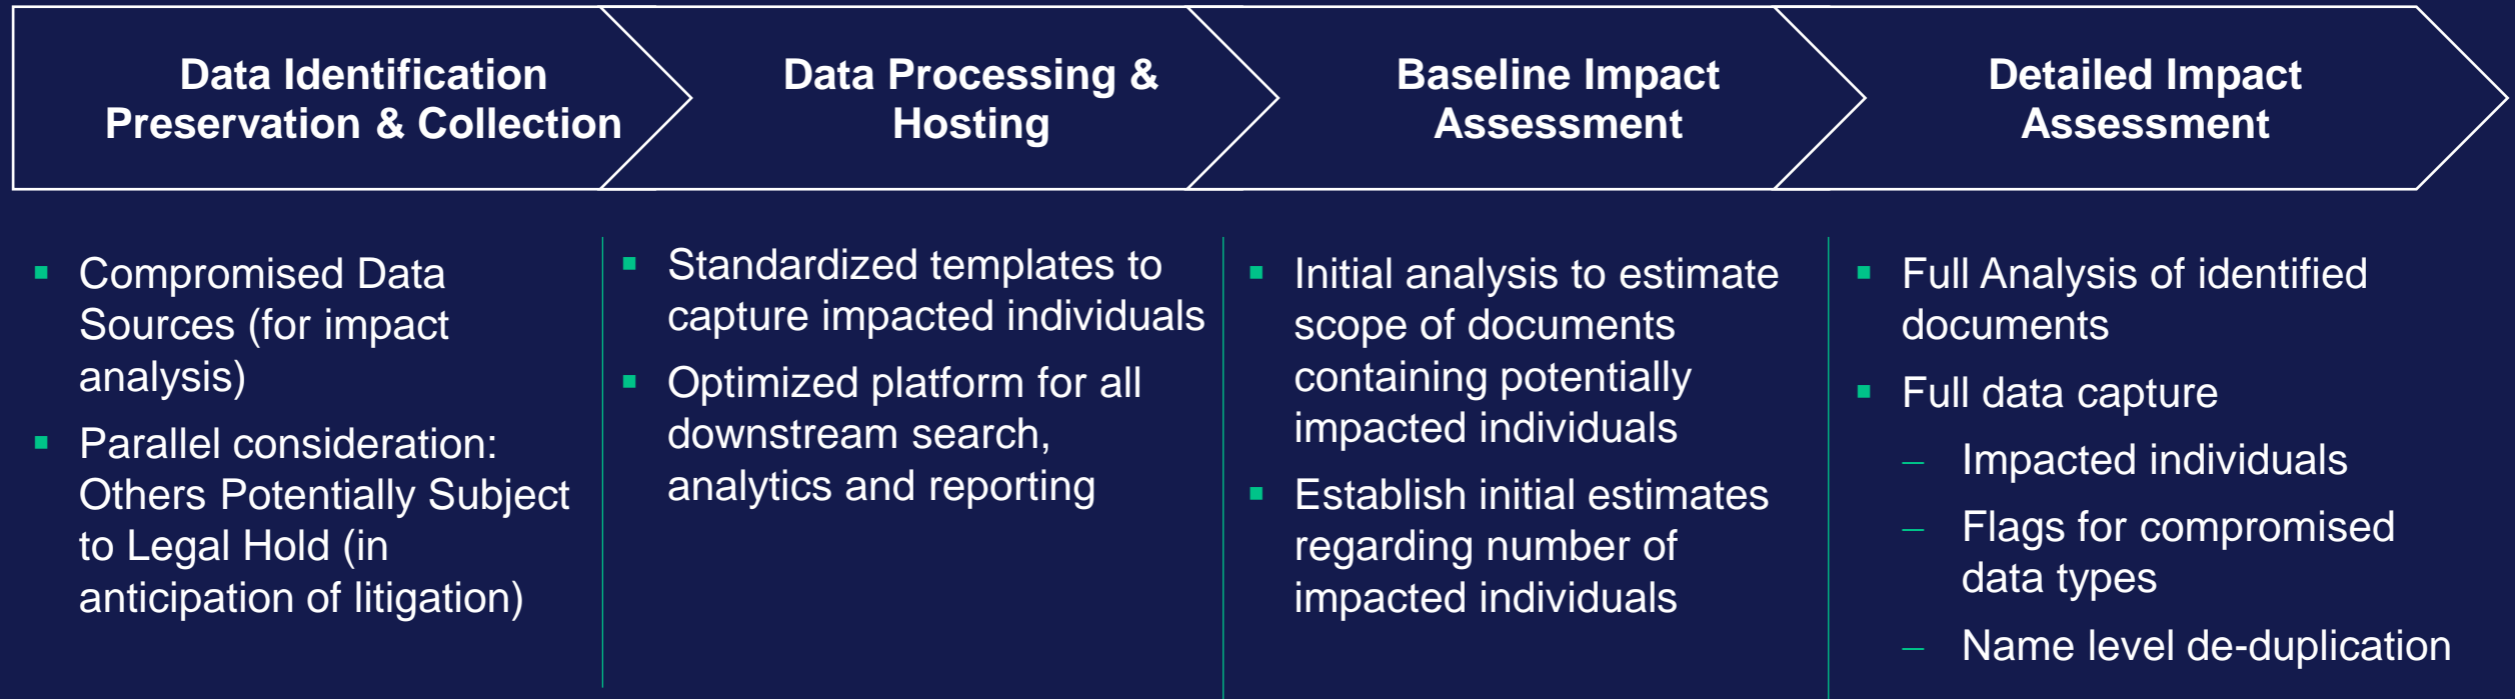 Data Identification
Preservation & Collection
Data Processing &
Hosting
Baseline Impact
Assessment
Detailed Impact
Assessment
▪ Compromised Data
Sources (for impact
analysis)
▪ Parallel consideration:
Others Potentially Subject
to Legal Hold (in
anticipation of litigation)
▪ Standardized templates to
capture impacted individuals
▪ Optimized platform for all
downstream search,
analytics and reporting
▪ Initial analysis to estimate
scope of documents
containing potentially
impacted individuals
▪ Establish initial estimates
regarding number of
impacted individuals
▪ Full Analysis of identified
documents
▪ Full data capture
– Impacted individuals
– Flags for compromised
data types
– Name level de-duplication